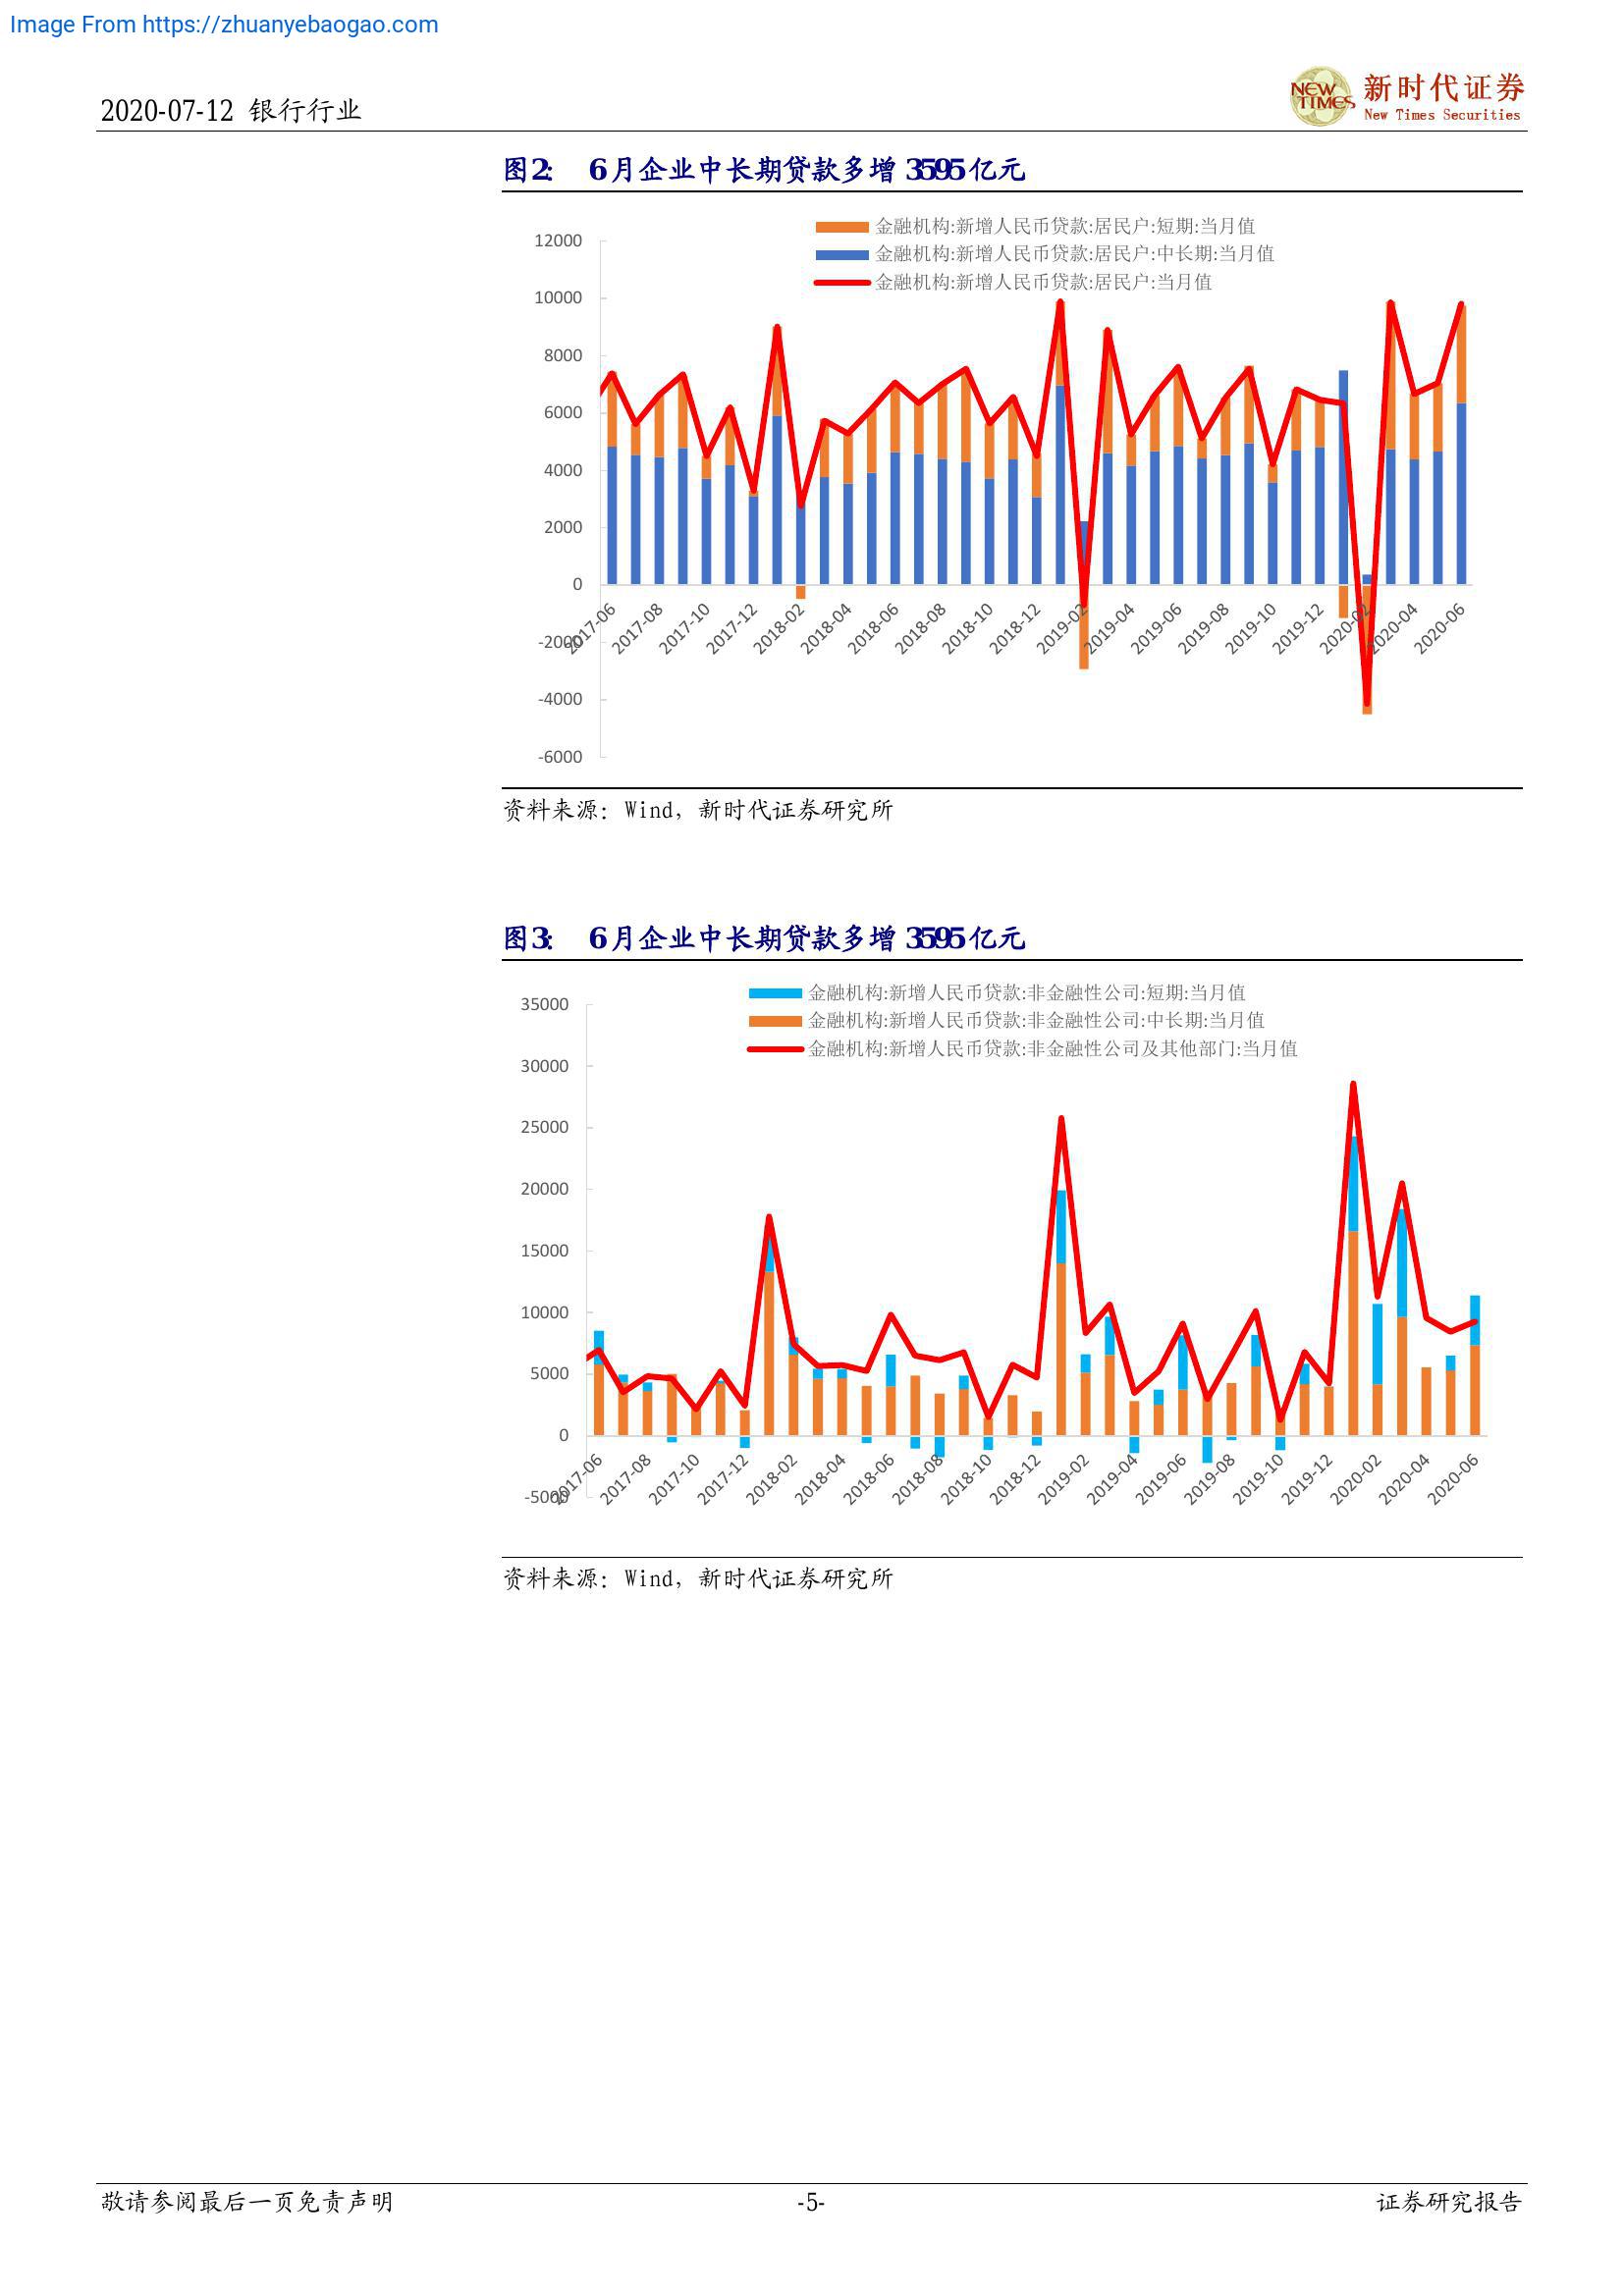 Image From https://zhuanyebaogao.com
2020-07-12 银行行业
NEW TIMES
新时代证券
New Times Securities
图2: 6月企业中长期贷款多增3595亿元
金融机构:新增人民币贷款:居民户:短期:当月值
金融机构:新增人民币贷款:居民户:中长期:当月值
金融机构:新增人民币贷款:居民户:当月值
12000
10000
8000
6000
4000
2000
0
-2000
-4000
-6000
2017-06 2017-08 2017-10 2017-12 2018-02 2018-04 2018-06 2018-08 2018-10 2018-12 2019-02 2019-04 2019-06 2019-08 2019-10 2019-12 2020-02 2020-04 2020-06
资料来源：Wind，新时代证券研究所
图3: 6月企业中长期贷款多增3595亿元
金融机构:新增人民币贷款:非金融性公司:短期:当月值
金融机构:新增人民币贷款:非金融性公司:中长期:当月值
金融机构:新增人民币贷款:非金融性公司及其他部门:当月值
35000
30000
25000
20000
15000
10000
5000
0
-5000
2017-06 2017-08 2017-10 2017-12 2018-02 2018-04 2018-06 2018-08 2018-10 2018-12 2019-02 2019-04 2019-06 2019-08 2019-10 2019-12 2020-02 2020-04 2020-06
资料来源：Wind，新时代证券研究所
敬请参阅最后一页免责声明
-5-
证券研究报告